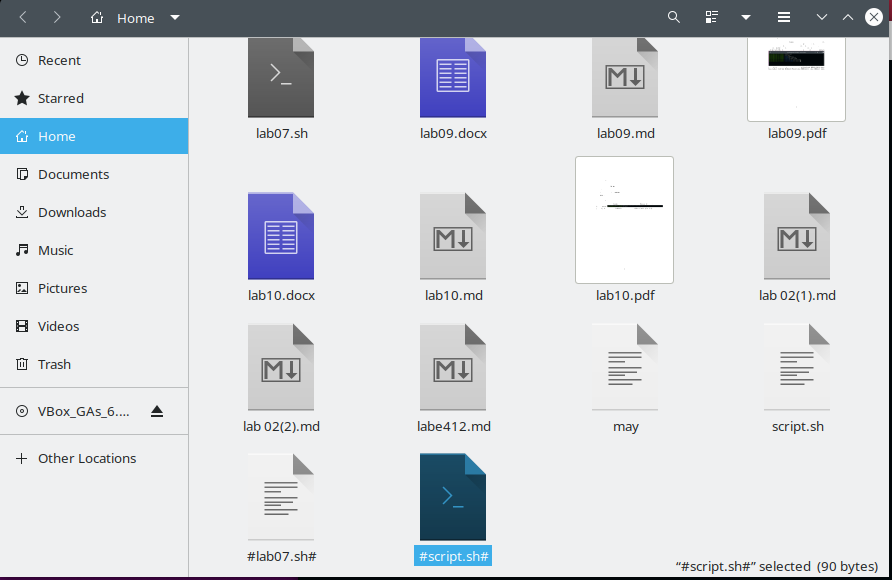 Home
Recent
Starred
Home
Documents
Downloads
Music
Pictures
Videos
Trash
VBox_GAs_6....
Other Locations
lab07.sh
lab09.docx
lab09.md
lab09.pdf
lab10.docx
lab10.md
lab10.pdf
lab 02(1).md
lab 02(2).md
labe412.md
may
script.sh
#lab07.sh#
#script.sh#
“#script.sh#” selected (90 bytes)